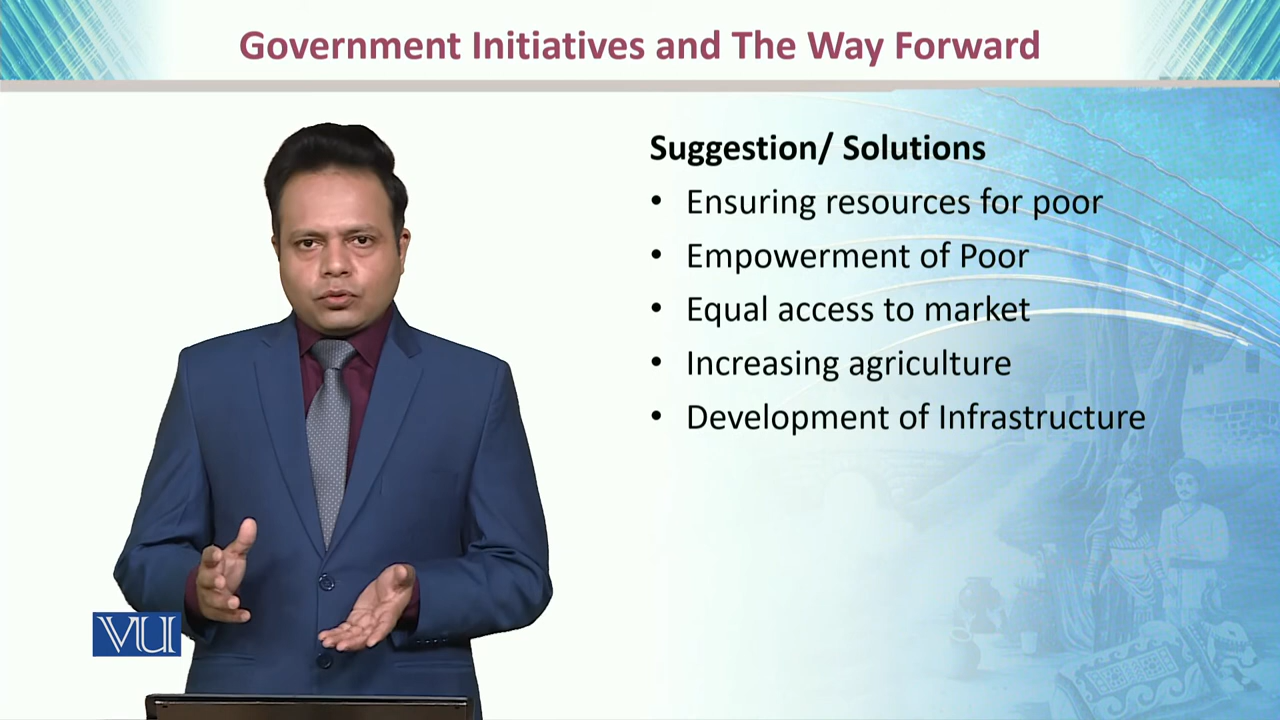 Government Initiatives and The Way Forward
Suggestion/ Solutions
• Ensuring resources for poor
• Empowerment of Poor
• Equal access to market
• Increasing agriculture
• Development of Infrastructure
VU